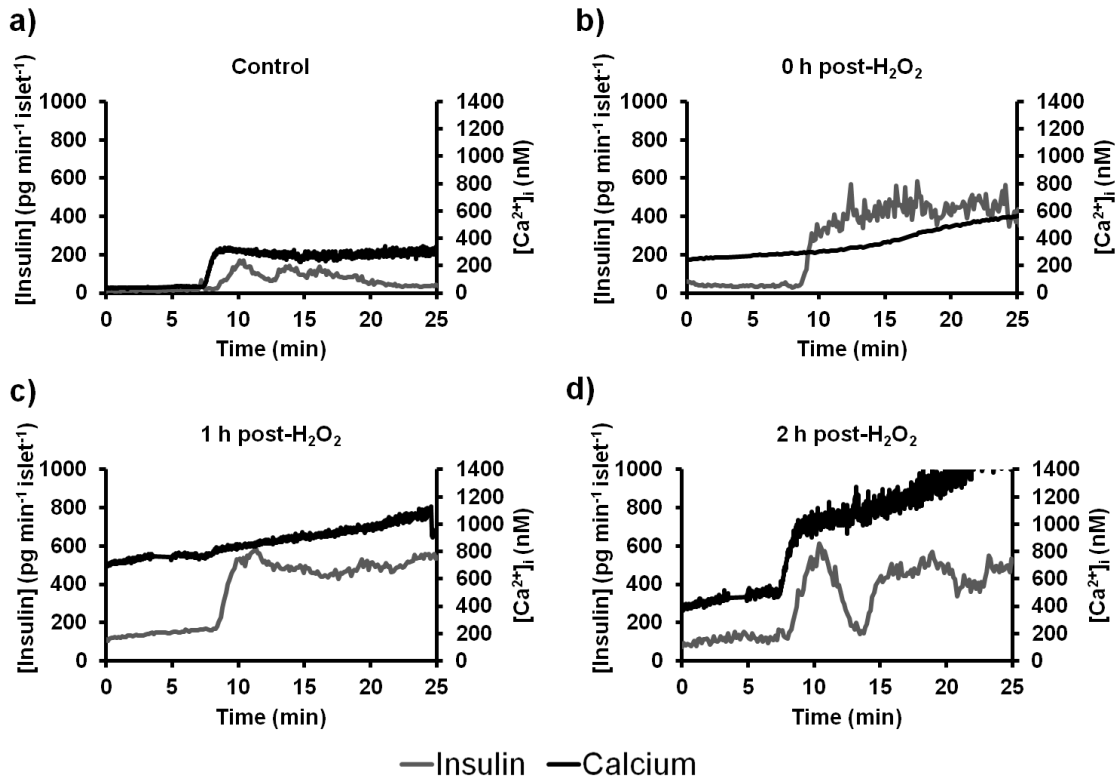 a)
Control
1000
800
600
400
200
0
[Insulin] (pg min⁻¹ islet⁻¹)
1400
1200
1000
800
600
400
200
0
[Ca²⁺]ᵢ (nM)
0 5 10 15 20 25
Time (min)
b)
0 h post-H₂O₂
1000
800
600
400
200
0
[Insulin] (pg min⁻¹ islet⁻¹)
1400
1200
1000
800
600
400
200
0
[Ca²⁺]ᵢ (nM)
0 5 10 15 20 25
Time (min)
c)
1 h post-H₂O₂
1000
800
600
400
200
0
[Insulin] (pg min⁻¹ islet⁻¹)
1400
1200
1000
800
600
400
200
0
[Ca²⁺]ᵢ (nM)
0 5 10 15 20 25
Time (min)
d)
2 h post-H₂O₂
1000
800
600
400
200
0
[Insulin] (pg min⁻¹ islet⁻¹)
1400
1200
1000
800
600
400
200
0
[Ca²⁺]ᵢ (nM)
0 5 10 15 20 25
Time (min)
Insulin Calcium